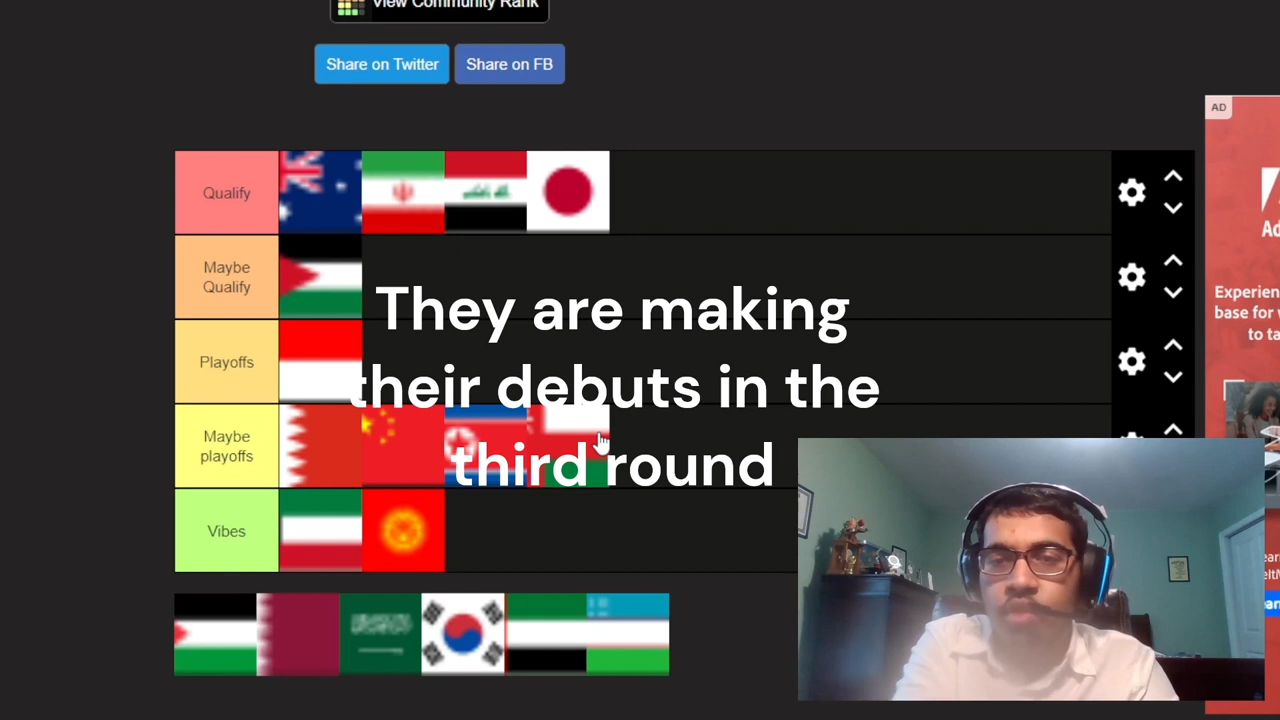 View Community Rank
Share on Twitter
Share on FB
AD
Qualify
Maybe
Qualify
Playoffs
Maybe
playoffs
Vibes
They are making
their debuts in the
third round
Experien
base for
to ta